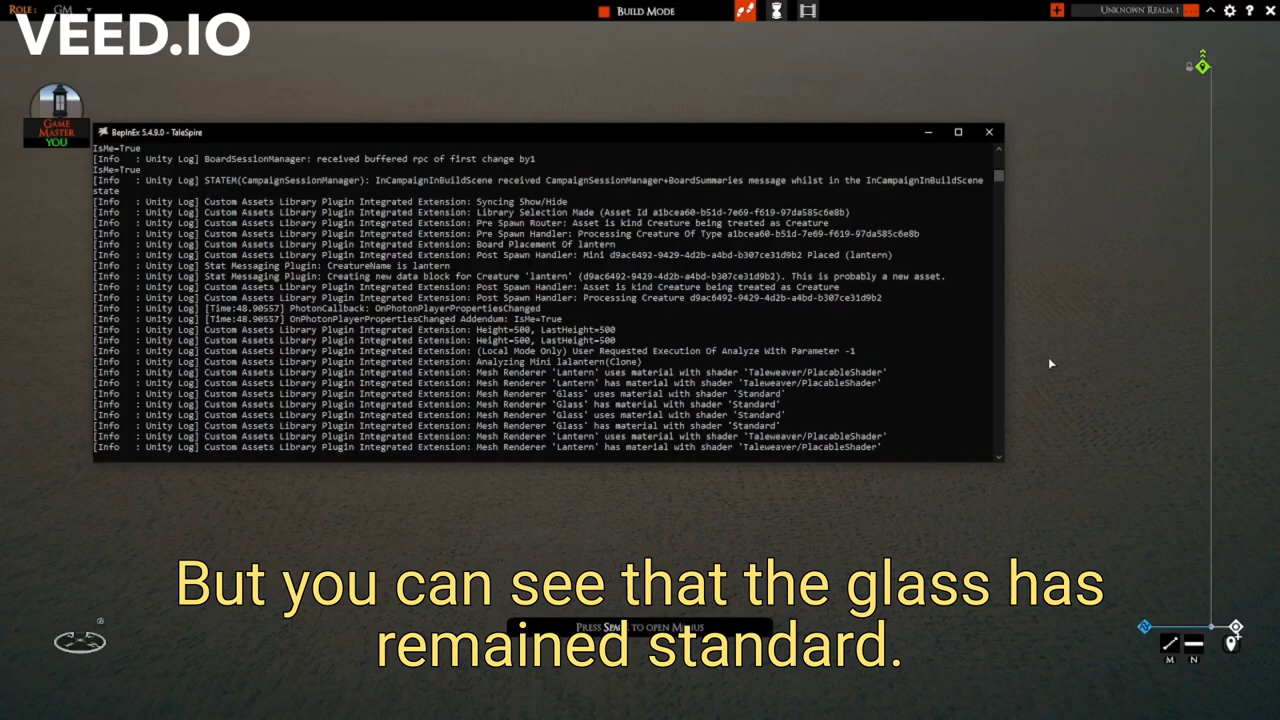 ROLE: GM
BUILD MODE
UNKNOWN REALM 1
VEED.IO
GAME
MASTER
YOU
BepInEx 5.4.9.0 - TaleSpire
IsMe=True
[Info   : Unity Log] BoardSessionManager: received buffered rpc of first change by1
IsMe=True
[Info   : Unity Log] STATEM(CampaignSessionManager): InCampaignInBuildScene received CampaignSessionManager+BoardSummaries message whilst in the InCampaignInBuildScene
state
[Info   : Unity Log] Custom Assets Library Plugin Integrated Extension: Syncing Show/Hide
[Info   : Unity Log] Custom Assets Library Plugin Integrated Extension: Library Selection Made (Asset Id a1bcea60-b51d-7e69-f619-97da585c6e8b)
[Info   : Unity Log] Custom Assets Library Plugin Integrated Extension: Pre Spawn Router: Asset is kind Creature being treated as Creature
[Info   : Unity Log] Custom Assets Library Plugin Integrated Extension: Pre Spawn Handler: Processing Creature Of Type a1bcea60-b51d-7e69-f619-97da585c6e8b
[Info   : Unity Log] Custom Assets Library Plugin Integrated Extension: Board Placement Of lantern
[Info   : Unity Log] Custom Assets Library Plugin Integrated Extension: Post Spawn Handler: Mini d9ac6492-9429-4d2b-a4bd-b307ce31d9b2 Placed (lantern)
[Info   : Unity Log] Stat Messaging Plugin: CreatureName is lantern
[Info   : Unity Log] Stat Messaging Plugin: Creating new data block for Creature 'lantern' (d9ac6492-9429-4d2b-a4bd-b307ce31d9b2). This is probably a new asset.
[Info   : Unity Log] Custom Assets Library Plugin Integrated Extension: Post Spawn Handler: Asset is kind Creature being treated as Creature
[Info   : Unity Log] Custom Assets Library Plugin Integrated Extension: Post Spawn Handler: Processing Creature d9ac6492-9429-4d2b-a4bd-b307ce31d9b2
[Info   : Unity Log] [Time:48.90557] PhotonCallback: OnPhotonPlayerPropertiesChanged
[Info   : Unity Log] [Time:48.90557] OnPhotonPlayerPropertiesChanged Addendum: IsMe=True
[Info   : Unity Log] Custom Assets Library Plugin Integrated Extension: Height=500, LastHeight=500
[Info   : Unity Log] Custom Assets Library Plugin Integrated Extension: Height=500, LastHeight=500
[Info   : Unity Log] Custom Assets Library Plugin Integrated Extension: (Local Mode Only) User Requested Execution Of Analyze With Parameter -1
[Info   : Unity Log] Custom Assets Library Plugin Integrated Extension: Analyzing Mini lalantern(Clone)
[Info   : Unity Log] Custom Assets Library Plugin Integrated Extension: Mesh Renderer 'Lantern' uses material with shader 'Taleweaver/PlacableShader'
[Info   : Unity Log] Custom Assets Library Plugin Integrated Extension: Mesh Renderer 'Lantern' has material with shader 'Taleweaver/PlacableShader'
[Info   : Unity Log] Custom Assets Library Plugin Integrated Extension: Mesh Renderer 'Glass' uses material with shader 'Standard'
[Info   : Unity Log] Custom Assets Library Plugin Integrated Extension: Mesh Renderer 'Glass' has material with shader 'Standard'
[Info   : Unity Log] Custom Assets Library Plugin Integrated Extension: Mesh Renderer 'Glass' uses material with shader 'Standard'
[Info   : Unity Log] Custom Assets Library Plugin Integrated Extension: Mesh Renderer 'Glass' has material with shader 'Standard'
[Info   : Unity Log] Custom Assets Library Plugin Integrated Extension: Mesh Renderer 'Lantern' uses material with shader 'Taleweaver/PlacableShader'
[Info   : Unity Log] Custom Assets Library Plugin Integrated Extension: Mesh Renderer 'Lantern' has material with shader 'Taleweaver/PlacableShader'
But you can see that the glass has
PRESS SPACE TO OPEN MENUS
remained standard.
M N